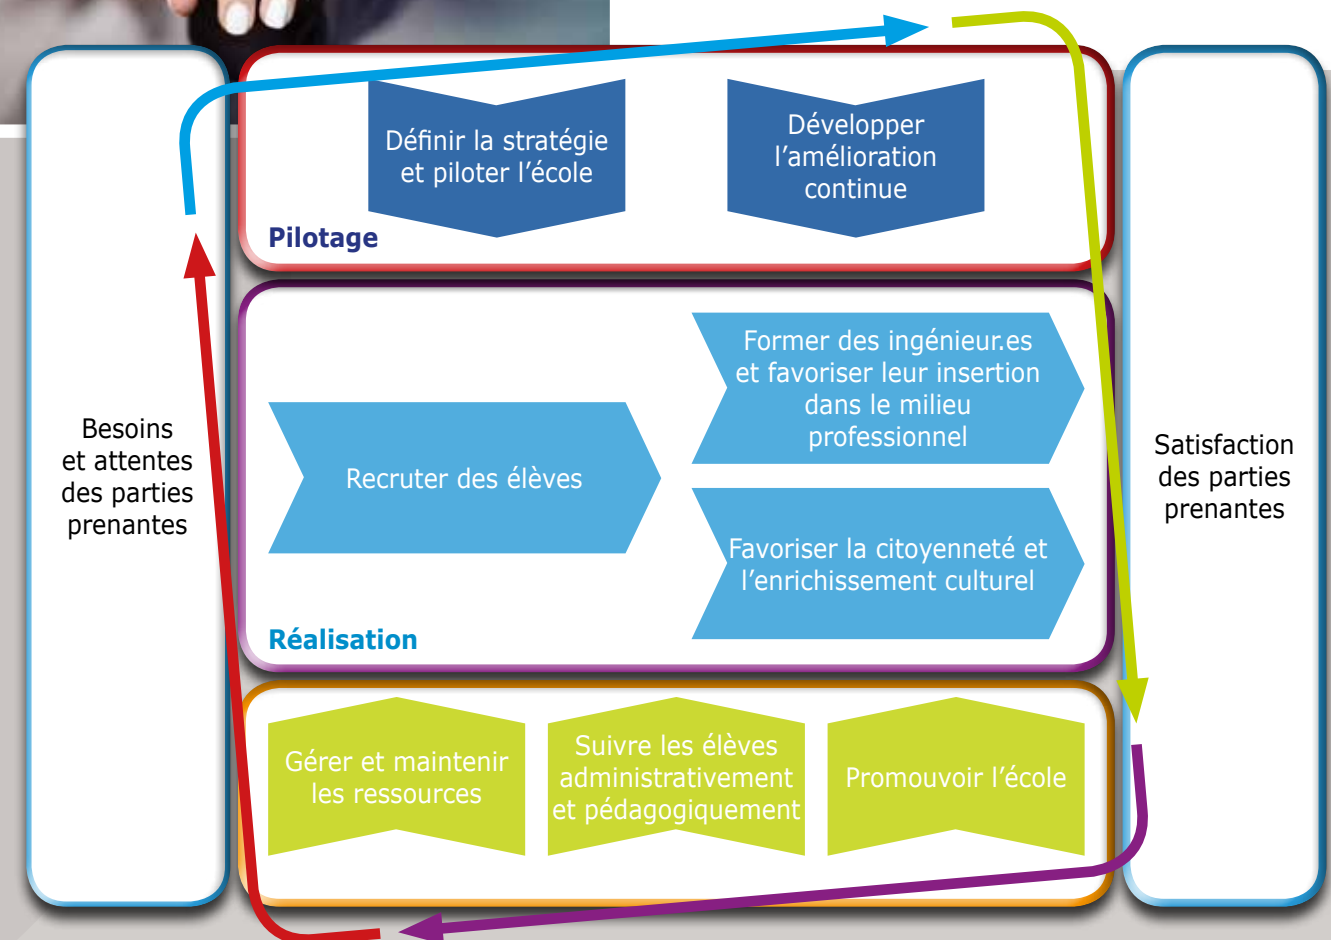 Définir la stratégie
et piloter l’école
Développer
l’amélioration
continue
Pilotage
Besoins
et attentes
des parties
prenantes
Recruter des élèves
Former des ingénieur.es
et favoriser leur insertion
dans le milieu
professionnel
Favoriser la citoyenneté et
l’enrichissement culturel
Réalisation
Satisfaction
des parties
prenantes
Gérer et maintenir
les ressources
Suivre les élèves
administrativement
et pédagogiquement
Promouvoir l’école